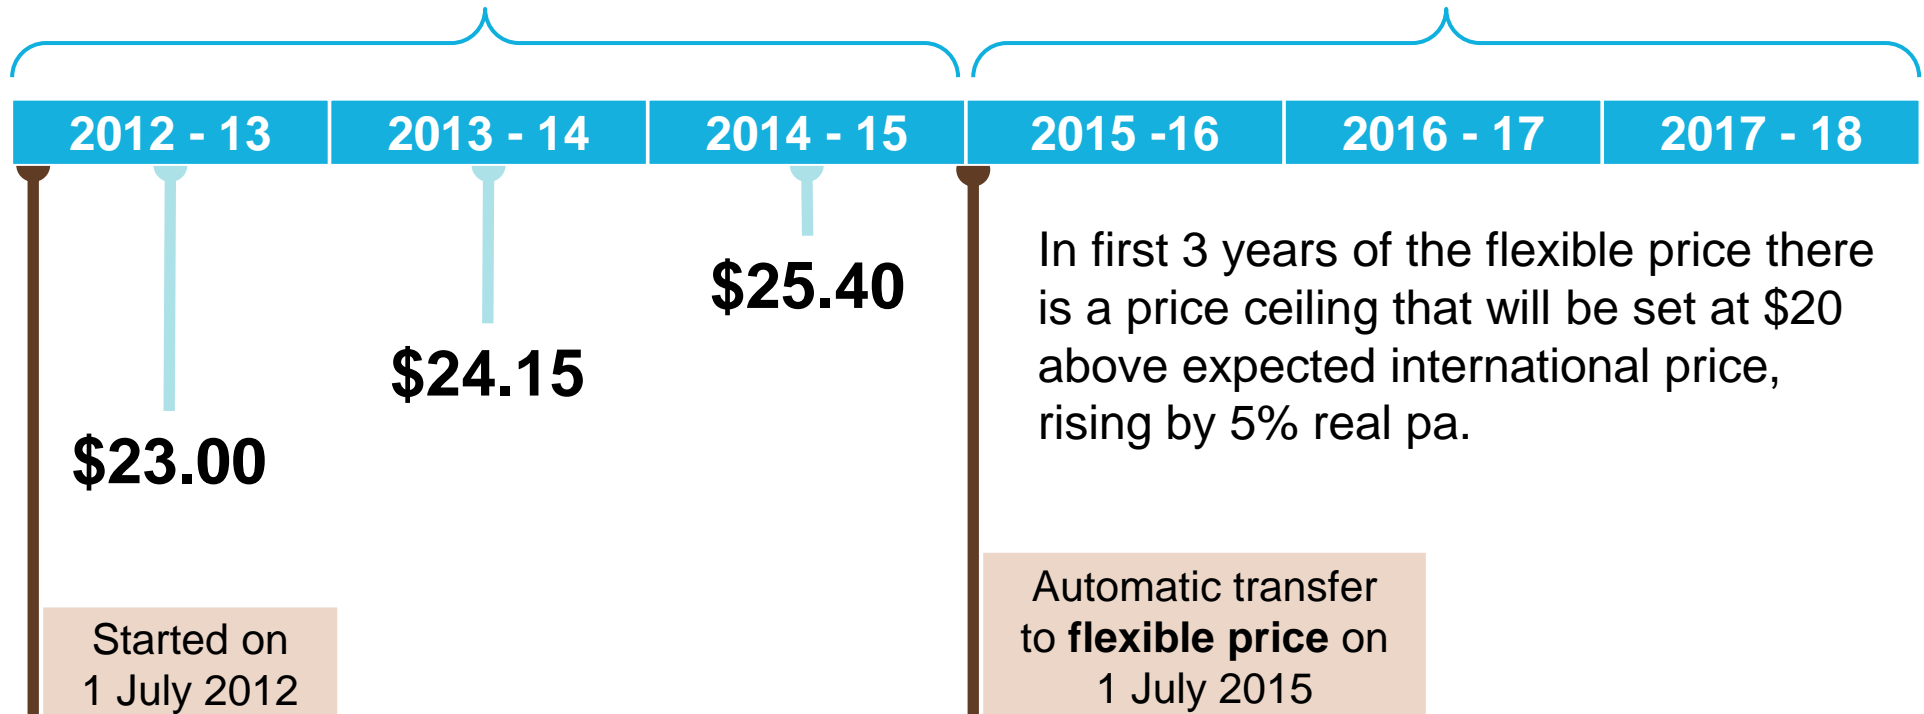 2012 - 13
2013 - 14
2014 - 15
2015 -16
2016 - 17
2017 - 18
$23.00
$24.15
$25.40
In first 3 years of the flexible price there
is a price ceiling that will be set at $20
above expected international price,
rising by 5% real pa.
Started on
1 July 2012
Automatic transfer
to flexible price on
1 July 2015